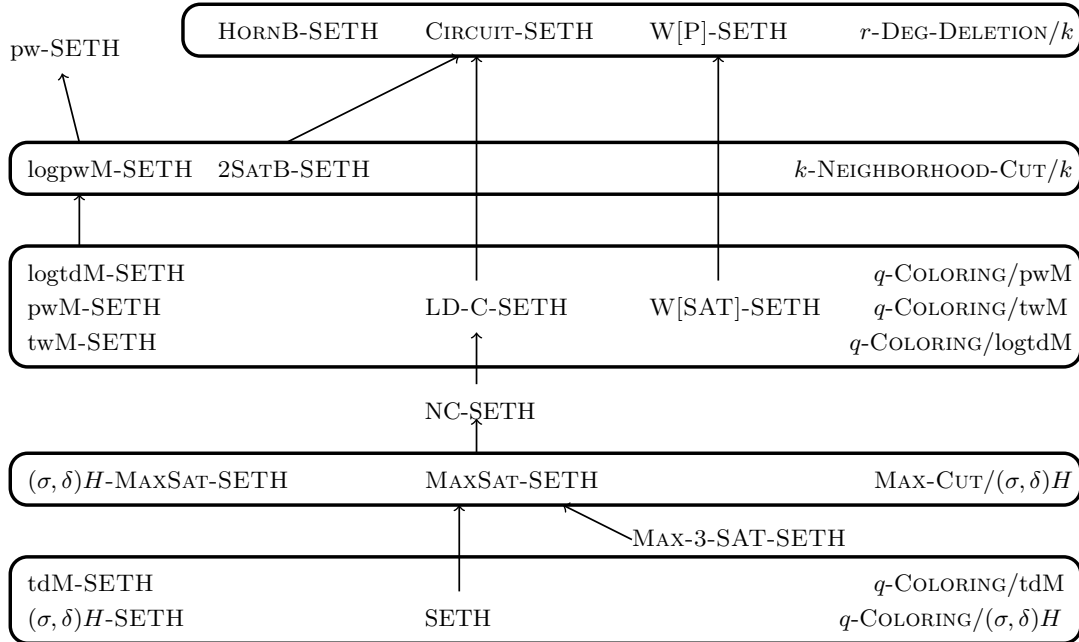 HornB-SETH Circuit-SETH W[P]-SETH r-Deg-Deletion/k
pw-SETH
logpwM-SETH 2SatB-SETH k-Neighborhood-Cut/k
logtdM-SETH q-Coloring/pwM
pwM-SETH LD-C-SETH W[SAT]-SETH q-Coloring/twM
twM-SETH q-Coloring/logtdM
NC-SETH
(σ, δ)H-MaxSat-SETH MaxSat-SETH Max-Cut/(σ, δ)H
Max-3-SAT-SETH
tdM-SETH q-Coloring/tdM
(σ, δ)H-SETH SETH q-Coloring/(σ, δ)H